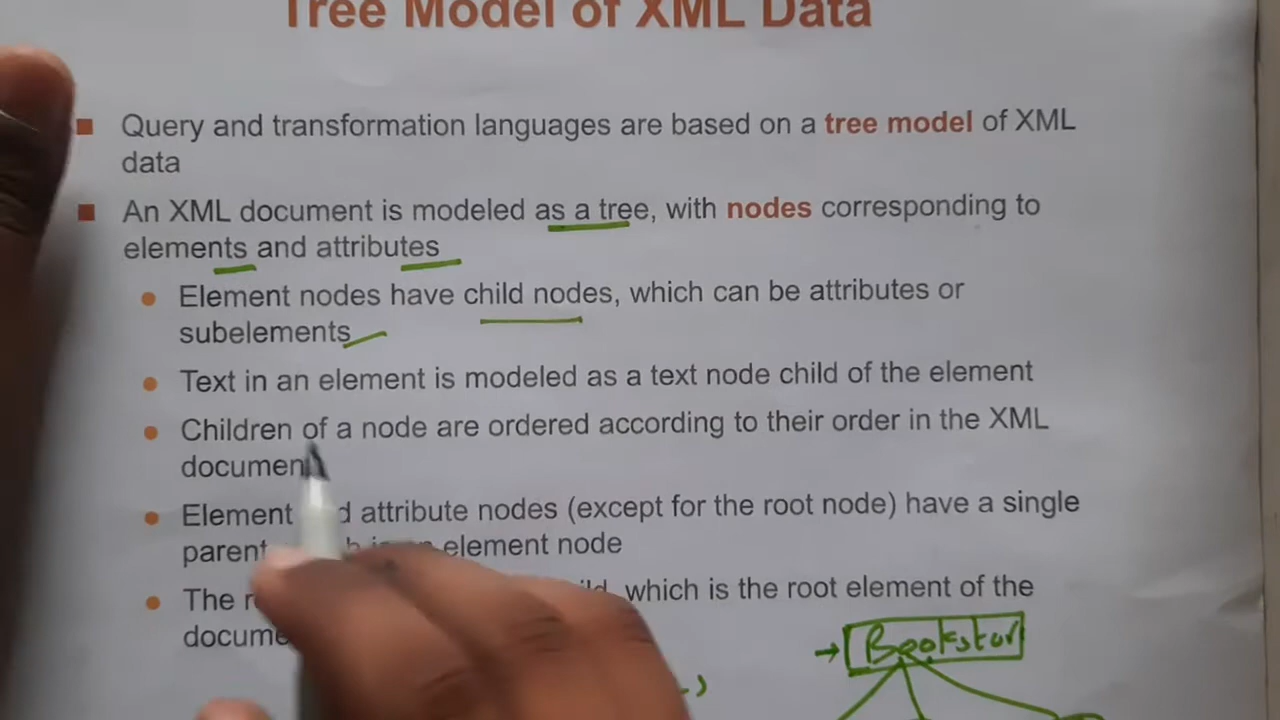 Tree Model of XML Data
Query and transformation languages are based on a tree model of XML
data
An XML document is modeled as a tree, with nodes corresponding to
elements and attributes
Element nodes have child nodes, which can be attributes or
subelements
Text in an element is modeled as a text node child of the element
Children of a node are ordered according to their order in the XML
document
Element attribute nodes (except for the root node) have a single
parent element node
The which is the root element of the
Bookstor